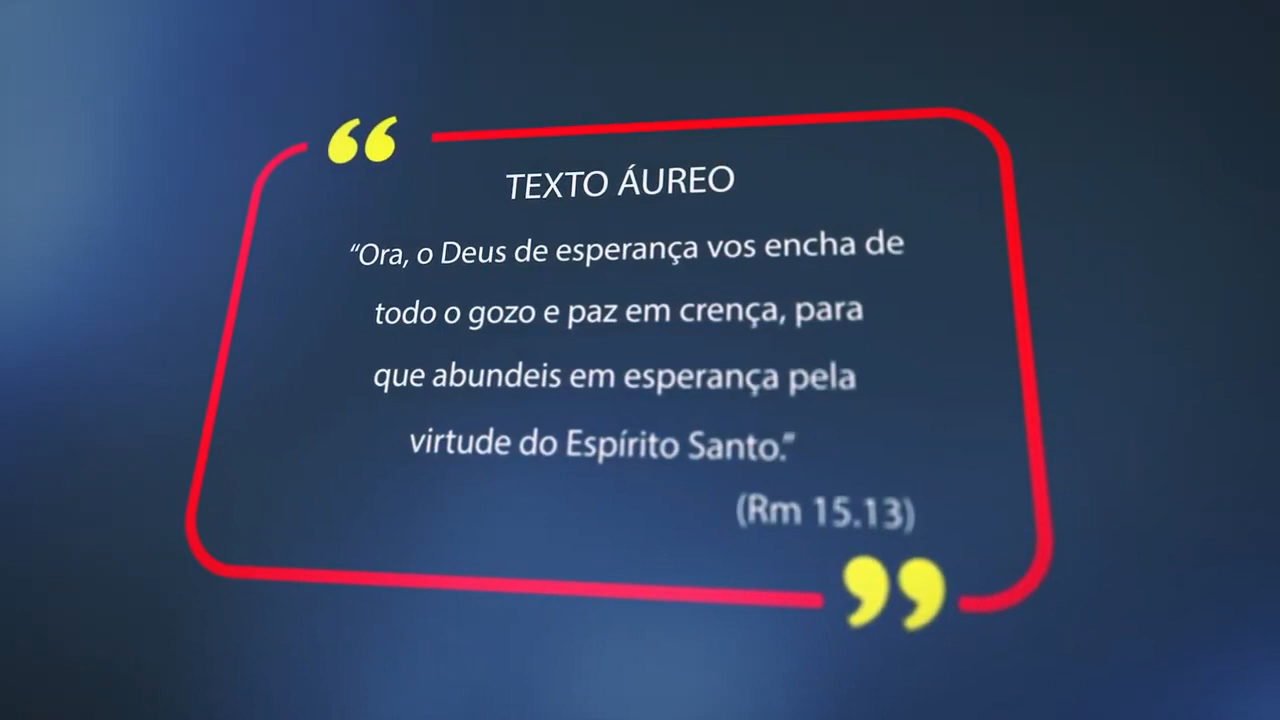 TEXTO ÁUREO
“Ora, o Deus de esperança vos encha de
todo o gozo e paz em crença, para
que abundeis em esperança pela
virtude do Espírito Santo.”
(Rm 15.13)